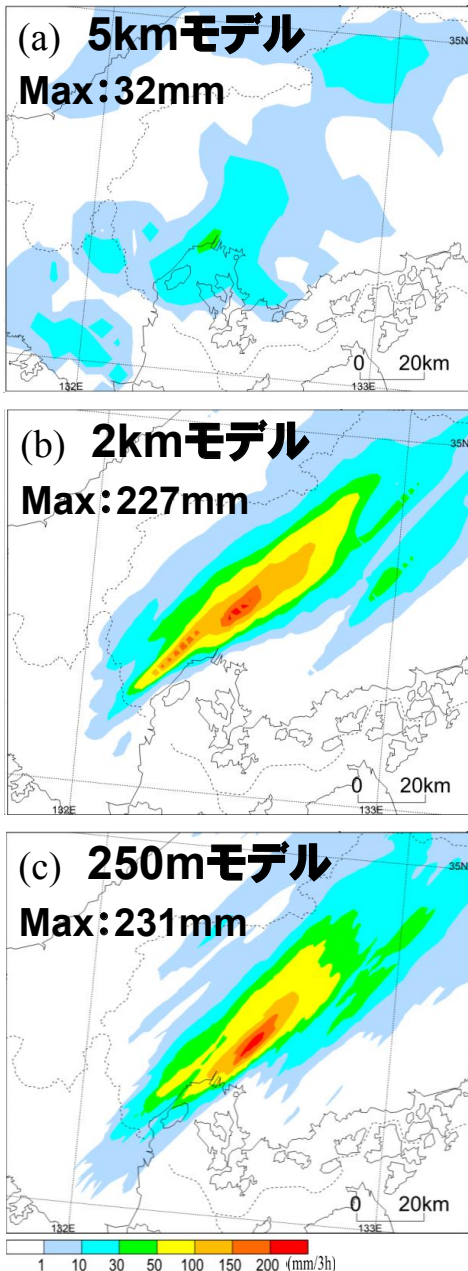 (a) 5kmモデル
Max:32mm
35N
132E
133E
0 20km
(b) 2kmモデル
Max:227mm
35N
132E
133E
0 20km
(c) 250mモデル
Max:231mm
35N
132E
133E
0 20km
1 10 30 50 100 150 200 (mm/3h)